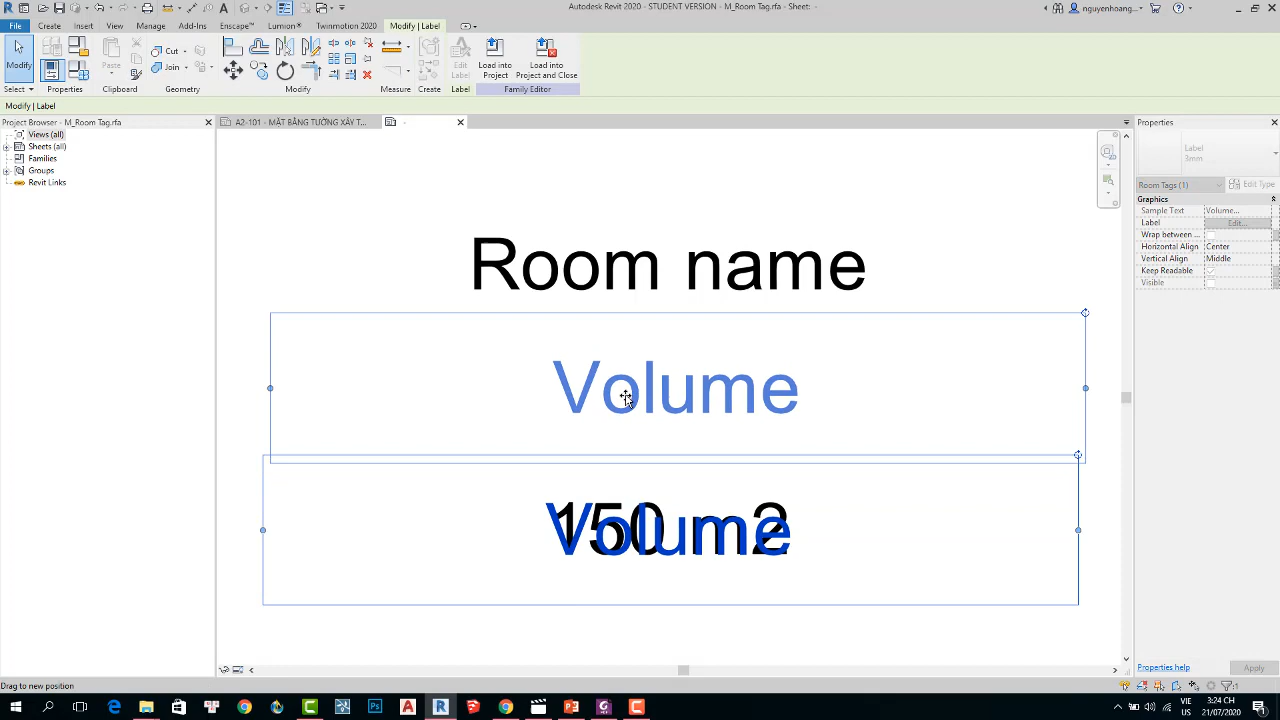 Autodesk Revit 2020 - STUDENT VERSION - M_Room Tag.rfa - Sheet: -
nguyenhoang...
File Create Insert View Manage Add-Ins Enscape™ Lumion® Twinmotion 2020 Modify | Label
Modify
Paste
Cut
Join
Edit
Label
Load into
Project
Load into
Project and Close
Select Properties Clipboard Geometry Modify Measure Create Label Family Editor
Modify | Label
Project Browser - M_Room Tag.rfa
Views (all)
Sheets (all)
Families
Groups
Revit Links
A2-101 - MẶT BẰNG TƯỜNG XÂY T...
-
Room name
Volume
150 m2
Volume
2D
Properties
Label
3mm
Room Tags (1)
Edit Type
Graphics
Sample Text Volume...
Label Edit...
Wrap between ...
Horizontal Align Center
Vertical Align Middle
Keep Readable
Visible
Properties help
Apply
Drag to new position
:1
VIE
US
3:24 CH
21/07/2020